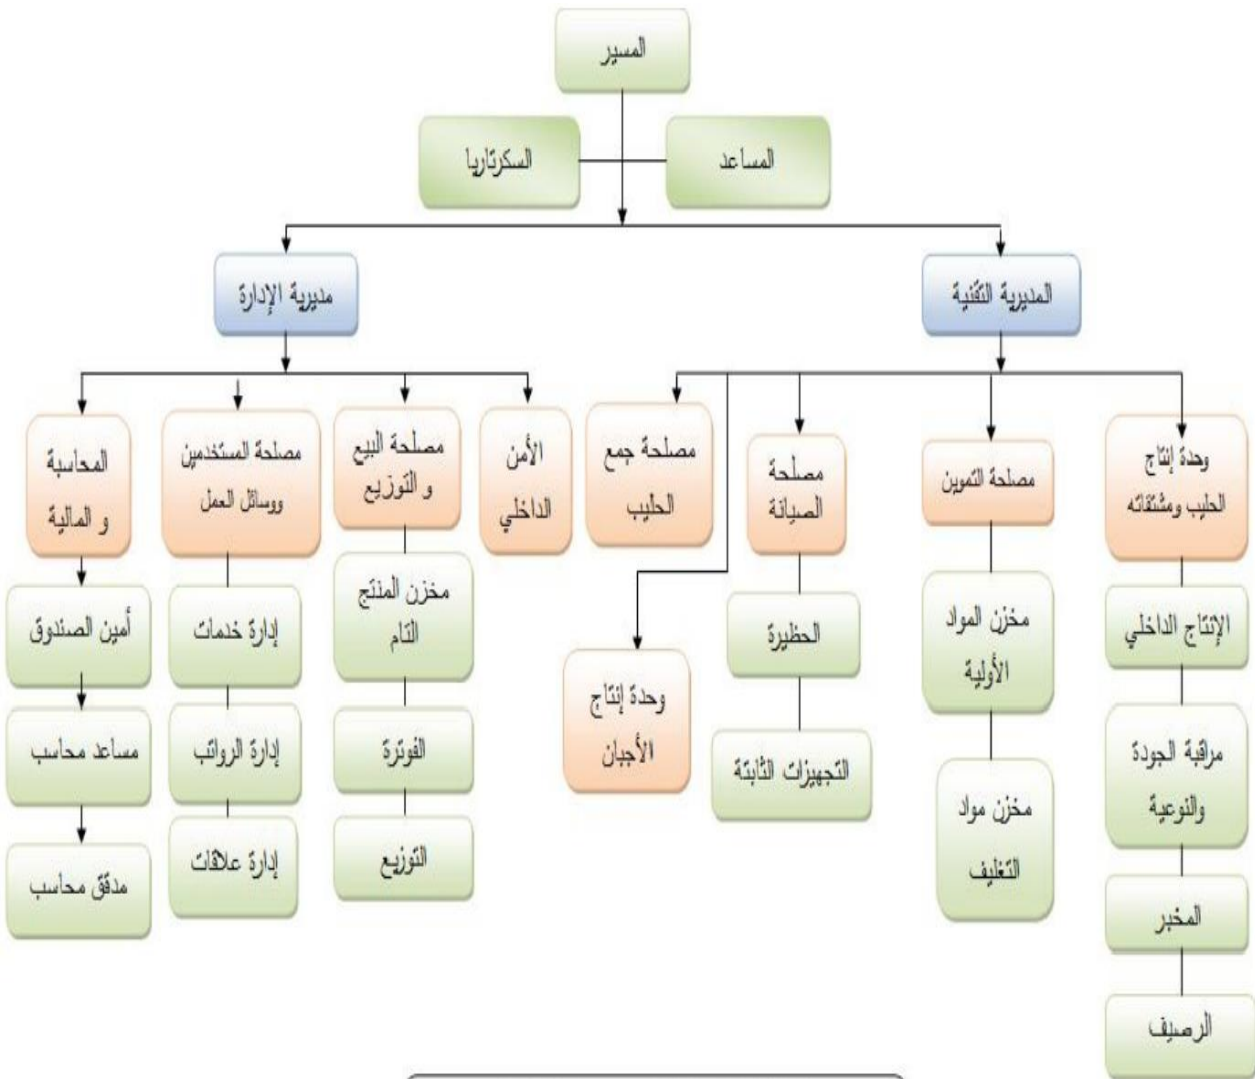 المسير
المساعد
السكرتاريا
المديرية التقنية
مديرية الإدارة
وحدة إنتاج
الحليب ومشتقاته
الإنتاج الداخلي
مراقبة الجودة
والنوعية
المخبر
الرصيف
مصلحة التموين
مخزن المواد
الأولية
مخزن مواد
التغليف
مصلحة
الصيانة
الحظيرة
التجهيزات الثابتة
وحدة إنتاج
الأجبان
مصلحة جمع
الحليب
الأمن
الداخلي
مصلحة البيع
و التوزيع
مخزن المنتج
التام
الفوترة
التوزيع
مصلحة المستخدمين
ووسائل العمل
إدارة خدمات
إدارة الرواتب
إدارة علاقات
المحاسبة
و المالية
أمين الصندوق
مساعد محاسب
مدقق محاسب